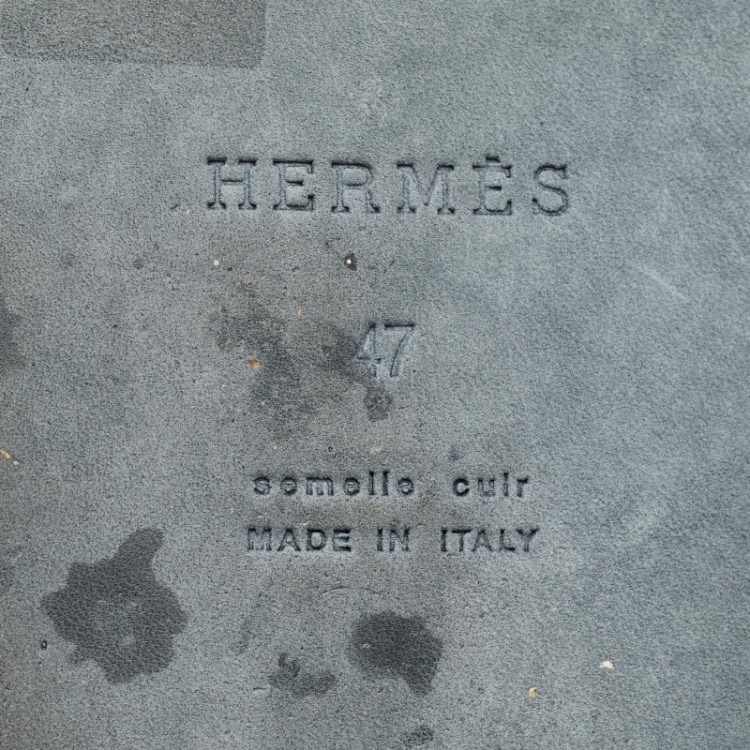 HERMÈS
47
semelle cuir
MADE IN ITALY